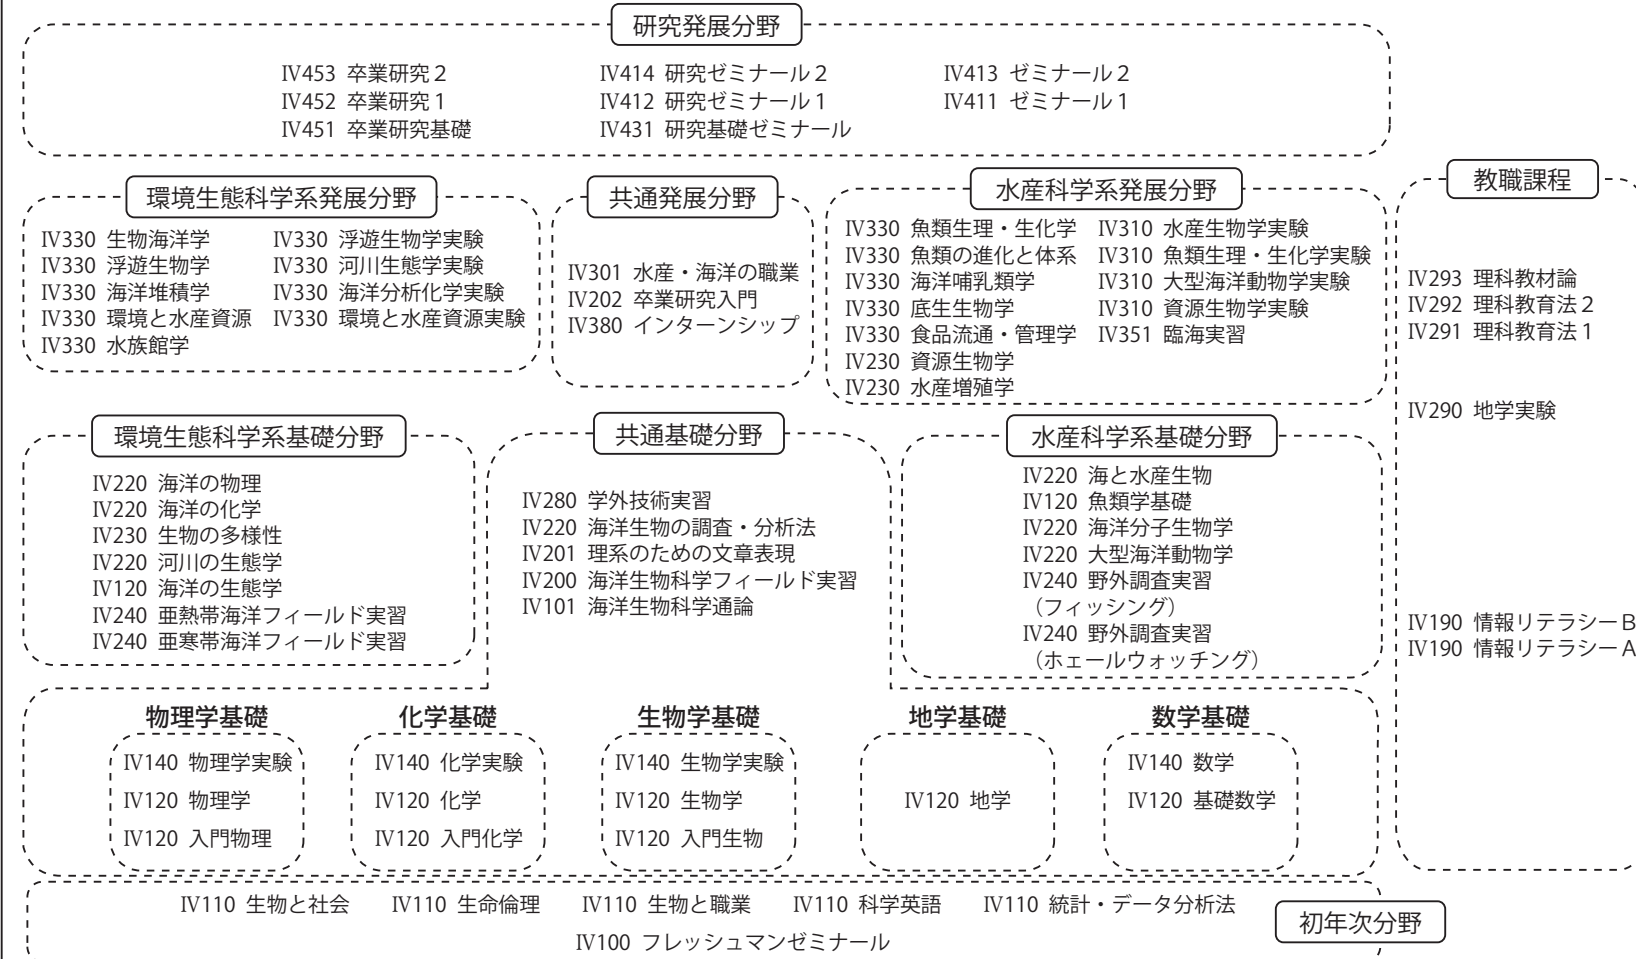 研究発展分野
Ⅳ453 卒業研究２
Ⅳ452 卒業研究１
Ⅳ451 卒業研究基礎
Ⅳ414 研究ゼミナール２
Ⅳ412 研究ゼミナール１
Ⅳ431 研究基礎ゼミナール
Ⅳ413 ゼミナール２
Ⅳ411 ゼミナール１
環境生態科学系発展分野
Ⅳ330 生物海洋学
Ⅳ330 浮遊生物学
Ⅳ330 海洋堆積学
Ⅳ330 環境と水産資源
Ⅳ330 水族館学
Ⅳ330 浮遊生物学実験
Ⅳ330 河川生態学実験
Ⅳ330 海洋分析化学実験
Ⅳ330 環境と水産資源実験
共通発展分野
Ⅳ301 水産・海洋の職業
Ⅳ202 卒業研究入門
Ⅳ380 インターンシップ
水産科学系発展分野
Ⅳ330 魚類生理・生化学
Ⅳ330 魚類の進化と体系
Ⅳ330 海洋哺乳類学
Ⅳ330 底生生物学
Ⅳ330 食品流通・管理学
Ⅳ230 資源生物学
Ⅳ230 水産増殖学
Ⅳ310 水産生物学実験
Ⅳ310 魚類生理・生化学実験
Ⅳ310 大型海洋動物学実験
Ⅳ310 資源生物学実験
Ⅳ351 臨海実習
教職課程
Ⅳ293 理科教材論
Ⅳ292 理科教育法２
Ⅳ291 理科教育法１
Ⅳ290 地学実験
Ⅳ190 情報リテラシーＢ
Ⅳ190 情報リテラシーＡ
環境生態科学系基礎分野
Ⅳ220 海洋の物理
Ⅳ220 海洋の化学
Ⅳ230 生物の多様性
Ⅳ220 河川の生態学
Ⅳ120 海洋の生態学
Ⅳ240 亜熱帯海洋フィールド実習
Ⅳ240 亜寒帯海洋フィールド実習
共通基礎分野
Ⅳ280 学外技術実習
Ⅳ220 海洋生物の調査・分析法
Ⅳ201 理系のための文章表現
Ⅳ200 海洋生物科学フィールド実習
Ⅳ101 海洋生物科学通論
水産科学系基礎分野
Ⅳ220 海と水産生物
Ⅳ120 魚類学基礎
Ⅳ220 海洋分子生物学
Ⅳ220 大型海洋動物学
Ⅳ240 野外調査実習
（フィッシング）
Ⅳ240 野外調査実習
（ホェールウォッチング）
物理学基礎
Ⅳ140 物理学実験
Ⅳ120 物理学
Ⅳ120 入門物理
化学基礎
Ⅳ140 化学実験
Ⅳ120 化学
Ⅳ120 入門化学
生物学基礎
Ⅳ140 生物学実験
Ⅳ120 生物学
Ⅳ120 入門生物
地学基礎
Ⅳ120 地学
数学基礎
Ⅳ140 数学
Ⅳ120 基礎数学
Ⅳ110 生物と社会 Ⅳ110 生命倫理 Ⅳ110 生物と職業 Ⅳ110 科学英語 Ⅳ110 統計・データ分析法
Ⅳ100 フレッシュマンゼミナール
初年次分野